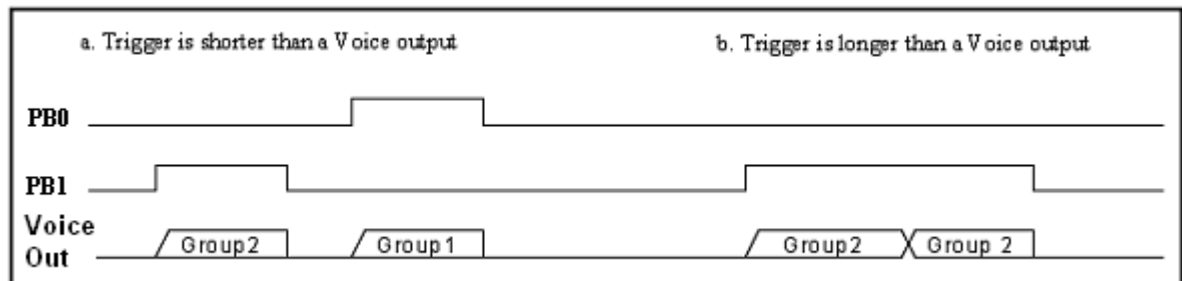 a. Trigger is shorter than a Voice output
b. Trigger is longer than a Voice output
PB0
PB1
Voice
Out
Group2
Group1
Group2
Group 2